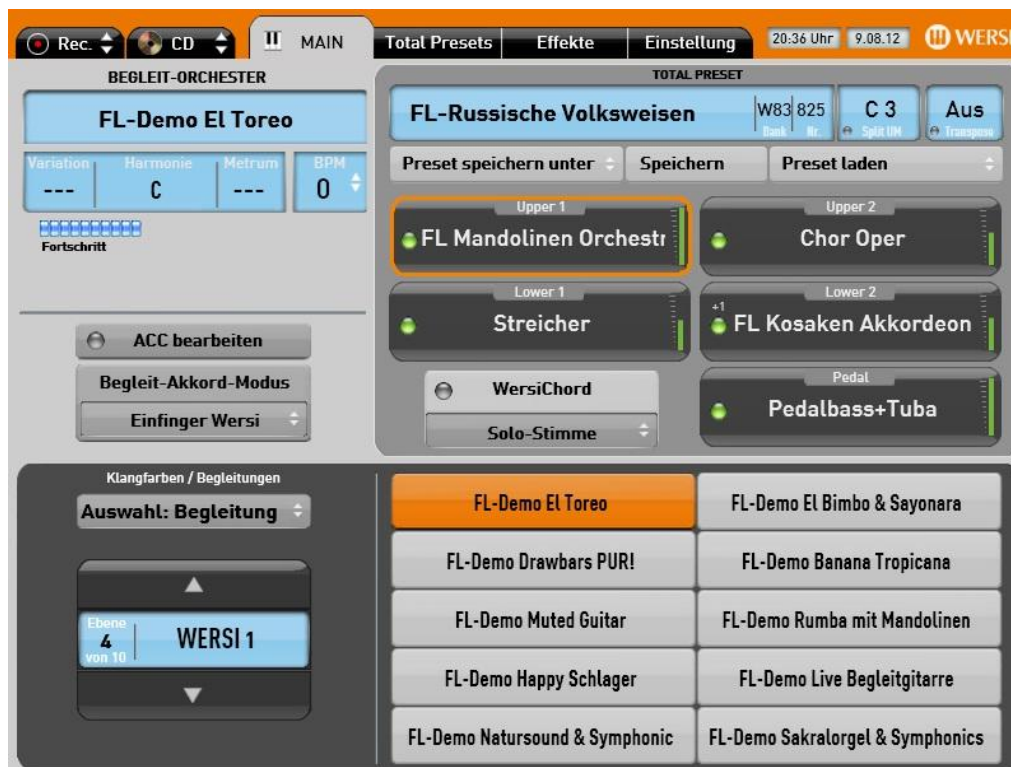 Rec.
CD
MAIN
Total Presets
Effekte
Einstellung
20:36 Uhr
9.08.12
WERSI
BEGLEIT-ORCHESTER
FL-Demo El Toreo
Variation
Harmonie
Metrum
BPM
---
C
---
0
Fortschritt
ACC bearbeiten
Begleit-Akkord-Modus
Einfinger Wersi
TOTAL PRESET
FL-Russische Volksweisen
W83 825
Bank Nr.
C 3
Split UM
Aus
Transpose
Preset speichern unter
Speichern
Preset laden
Upper 1
FL Mandolinen Orchestr
Upper 2
Chor Oper
Lower 1
Streicher
Lower 2
+1
FL Kosaken Akkordeon
WersiChord
Solo-Stimme
Pedal
Pedalbass+Tuba
Klangfarben / Begleitungen
Auswahl: Begleitung
Ebene
4
von 10
WERSI 1
FL-Demo El Toreo
FL-Demo El Bimbo & Sayonara
FL-Demo Drawbars PUR!
FL-Demo Banana Tropicana
FL-Demo Muted Guitar
FL-Demo Rumba mit Mandolinen
FL-Demo Happy Schlager
FL-Demo Live Begleitgitarre
FL-Demo Natursound & Symphonic
FL-Demo Sakralorgel & Symphonics